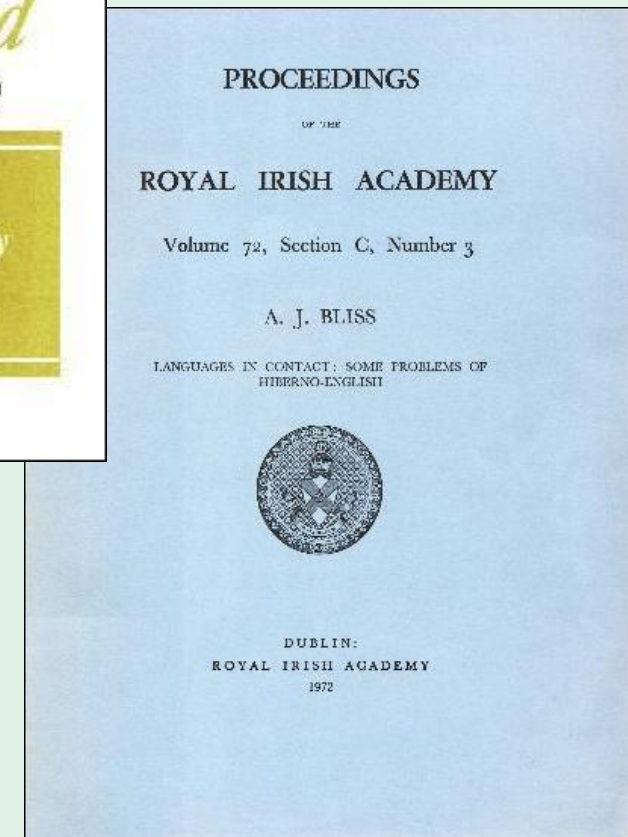 PROCEEDINGS
OF THE
ROYAL IRISH ACADEMY
Volume 72, Section C, Number 3
A. J. BLISS
LANGUAGES IN CONTACT: SOME PROBLEMS OF
HIBERNO-ENGLISH
DUBLIN:
ROYAL IRISH ACADEMY
1972